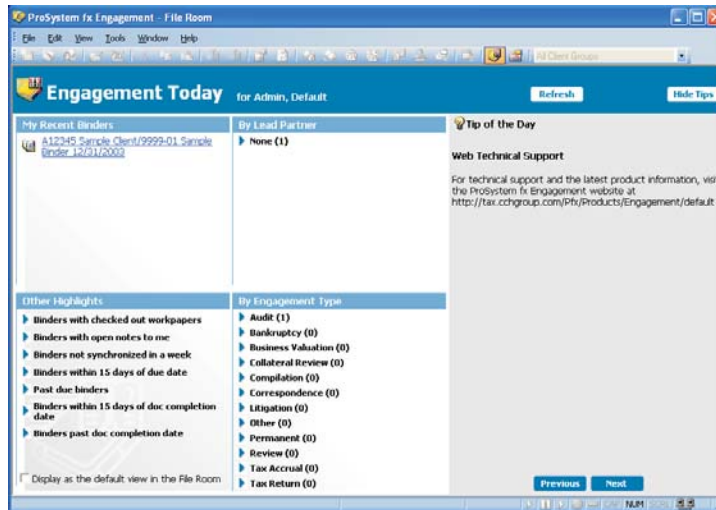 ProSystem fx Engagement - File Room
File Edit View Tools Window Help
All Client Groups
Engagement Today for Admin, Default
Refresh
Hide Tips
My Recent Binders
A12345 Sample Client/9999-01 Sample
Binder 12/31/2003
By Lead Partner
None (1)
Tip of the Day
Web Technical Support
For technical support and the latest product information, vis
the ProSystem fx Engagement website at
http://tax.cchgroup.com/Pfx/Products/Engagement/default
Other Highlights
Binders with checked out workpapers
Binders with open notes to me
Binders not synchronized in a week
Binders within 15 days of due date
Past due binders
Binders within 15 days of doc completion
date
Binders past doc completion date
Display as the default view in the File Room
By Engagement Type
Audit (1)
Bankruptcy (0)
Business Valuation (0)
Collateral Review (0)
Compilation (0)
Correspondence (0)
Litigation (0)
Other (0)
Permanent (0)
Review (0)
Tax Accrual (0)
Tax Return (0)
Previous
Next
CAP NUM SCRL